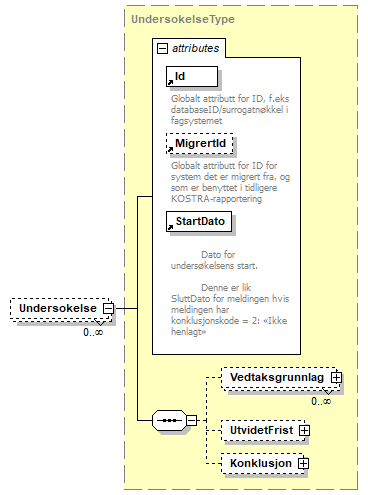 UndersokelseType
attributes
Id
Globalt attributt for ID, f.eks
databaseID/surrogatnøkkel i
fagsystemet
MigrertId
Globalt attributt for ID for
system det er migrert fra, og
som er benyttet i tidligere
KOSTRA-rapportering
StartDato
Dato for
undersøkelsens start.
Denne er lik
SluttDato for meldingen hvis
meldingen har
konklusjonskode = 2: «Ikke
henlagt»
Undersokelse
0..∞
Vedtaksgrunnlag
0..∞
UtvidetFrist
Konklusjon